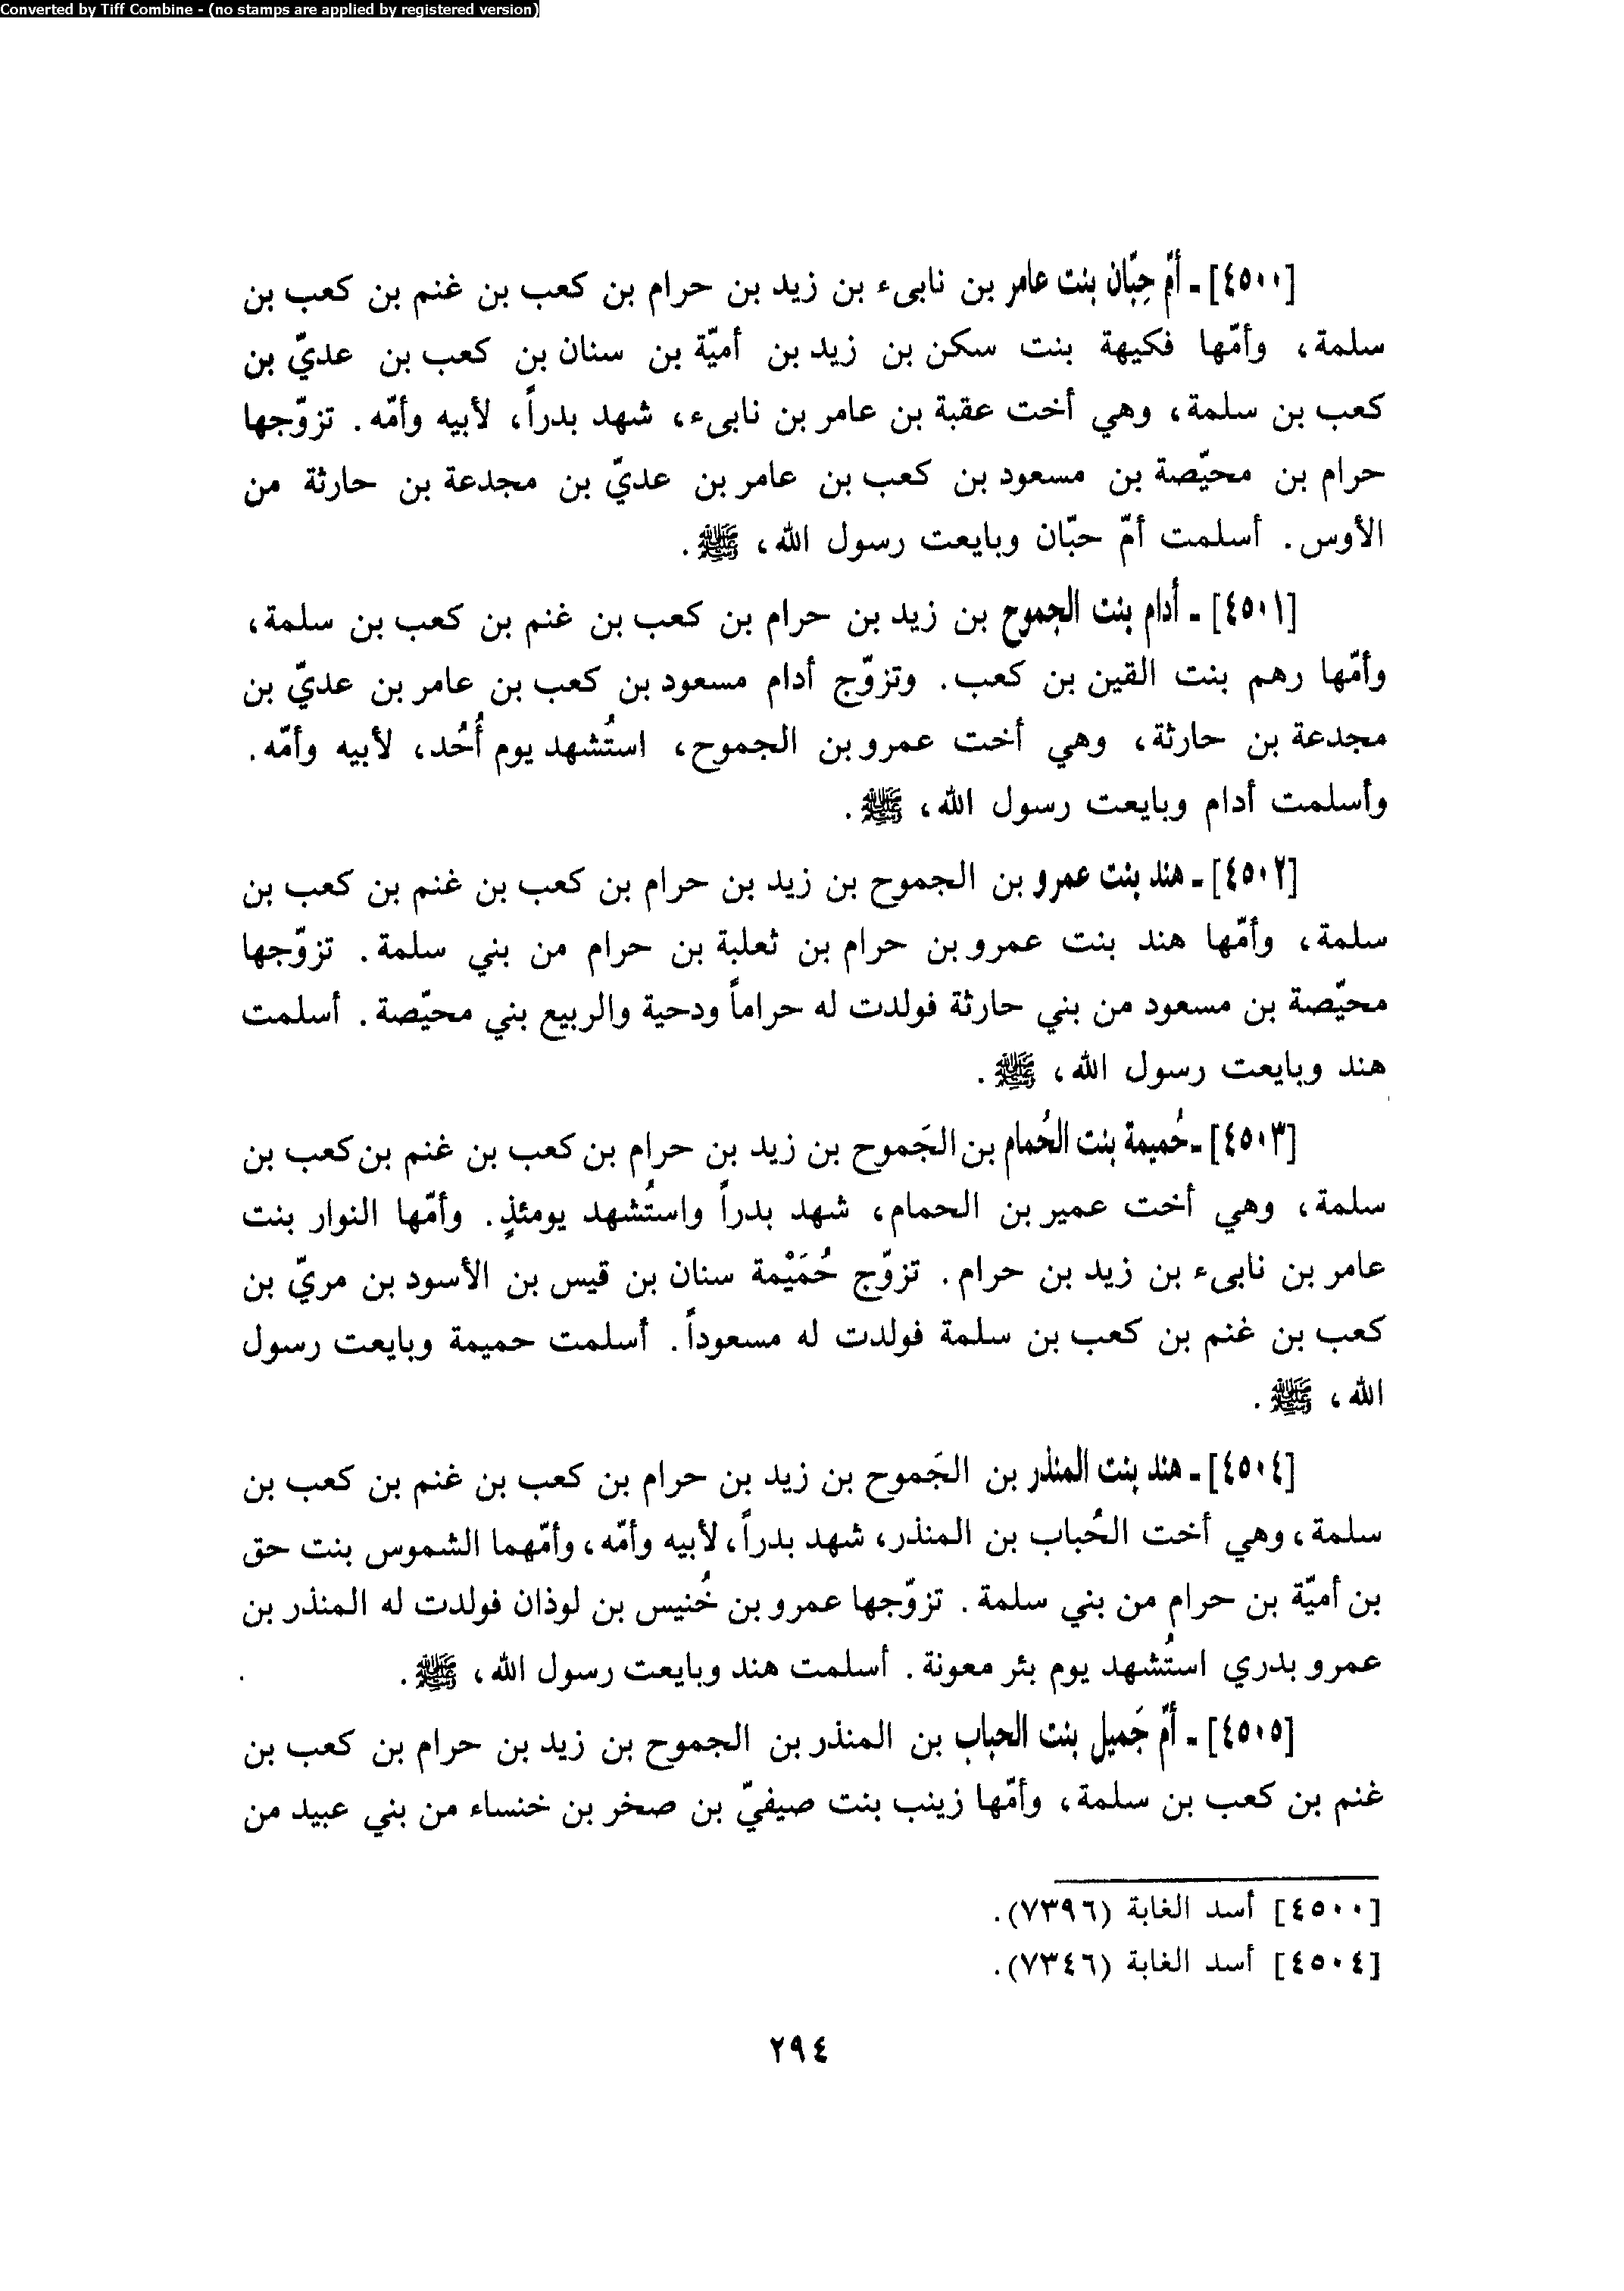 Converted by Tiff Combine - (no stamps are applied by registered version)
[٤٥٠٠] ـ أمّ حِبّان بنت عامر بن نابىء بن زيد بن حرام بن كعب بن غنم بن كعب بن
سلمة، وأمّها فكيهة بنت سكن بن زيد بن أميّة بن سنان بن كعب بن عديّ بن
كعب بن سلمة، وهي أخت عقبة بن عامر بن نابىء، شهد بدراً، لأبيه وأمّه. تزوّجها
حرام بن محيّصة بن مسعود بن كعب بن عامر بن عديّ بن مجدعة بن حارثة من
الأوس. أسلمت أمّ حبّان وبايعت رسول الله، ﷺ.
[٤٥٠١] ـ أدام بنت الجموح بن زيد بن حرام بن كعب بن غنم بن كعب بن سلمة،
وأمّها رهم بنت القين بن كعب. وتزوّج أدام مسعود بن كعب بن عامر بن عديّ بن
مجدعة بن حارثة، وهي أخت عمرو بن الجموح، استُشهد يوم أُحُد، لأبيه وأمّه.
وأسلمت أدام وبايعت رسول الله، ﷺ.
[٤٥٠٢] ـ هند بنت عمرو بن الجموح بن زيد بن حرام بن كعب بن غنم بن كعب بن
سلمة، وأمّها هند بنت عمرو بن حرام بن ثعلبة بن حرام من بني سلمة. تزوّجها
محيّصة بن مسعود من بني حارثة فولدت له حراماً ودحية والربيع بني محيّصة. أسلمت
هند وبايعت رسول الله، ﷺ.
[٤٥٠٣] ـ حُميمة بنت الحُمام بن الجَموح بن زيد بن حرام بن كعب بن غنم بن كعب بن
سلمة، وهي أخت عمير بن الحمام، شهد بدراً واستُشهد يومئذٍ. وأمّها النوار بنت
عامر بن نابىء بن زيد بن حرام. تزوّج حُمَيْمة سنان بن قيس بن الأسود بن مريّ بن
كعب بن غنم بن كعب بن سلمة فولدت له مسعوداً. أسلمت حميمة وبايعت رسول
الله، ﷺ.
[٤٥٠٤] ـ هند بنت المنذر بن الجَموح بن زيد بن حرام بن كعب بن غنم بن كعب بن
سلمة، وهي أخت الحُباب بن المنذر، شهد بدراً، لأبيه وأمّه، وأمّهما الشموس بنت حق
بن أميّة بن حرام من بني سلمة. تزوّجها عمرو بن خُنيس بن لوذان فولدت له المنذر بن
عمرو بدري استُشهد يوم بئر معونة. أسلمت هند وبايعت رسول الله، ﷺ.
[٤٥٠٥] ـ أمّ جَميل بنت الحباب بن المنذر بن الجموح بن زيد بن حرام بن كعب بن
غنم بن كعب بن سلمة، وأمّها زينب بنت صيفيّ بن صخر بن خنساء من بني عبيد من
[٤٥٠٠] أسد الغابة (٧٣٩٦).
[٤٥٠٤] أسد الغابة (٧٣٤٦).
٢٩٤